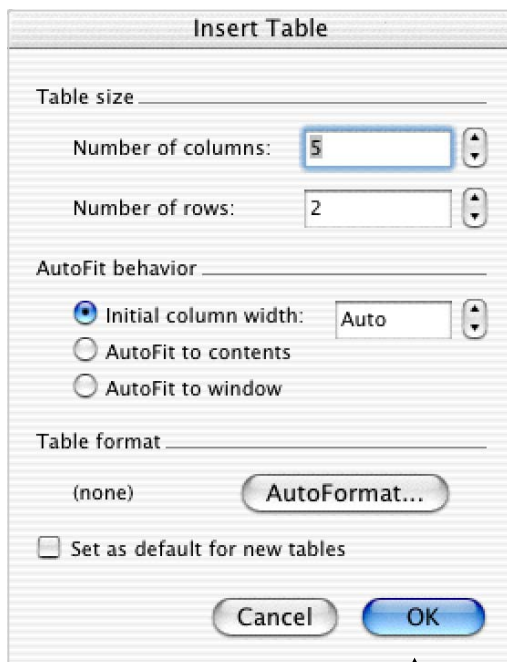 Insert Table
Table size
Number of columns: 5
Number of rows: 2
AutoFit behavior
Initial column width: Auto
AutoFit to contents
AutoFit to window
Table format
(none) AutoFormat...
Set as default for new tables
Cancel OK